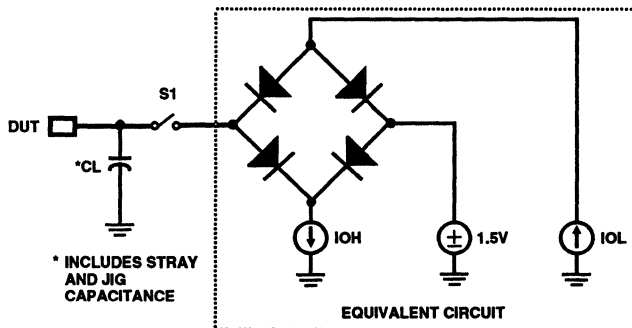 S1
DUT
*CL
IOH
1.5V
IOL
* INCLUDES STRAY
AND JIG
CAPACITANCE
EQUIVALENT CIRCUIT